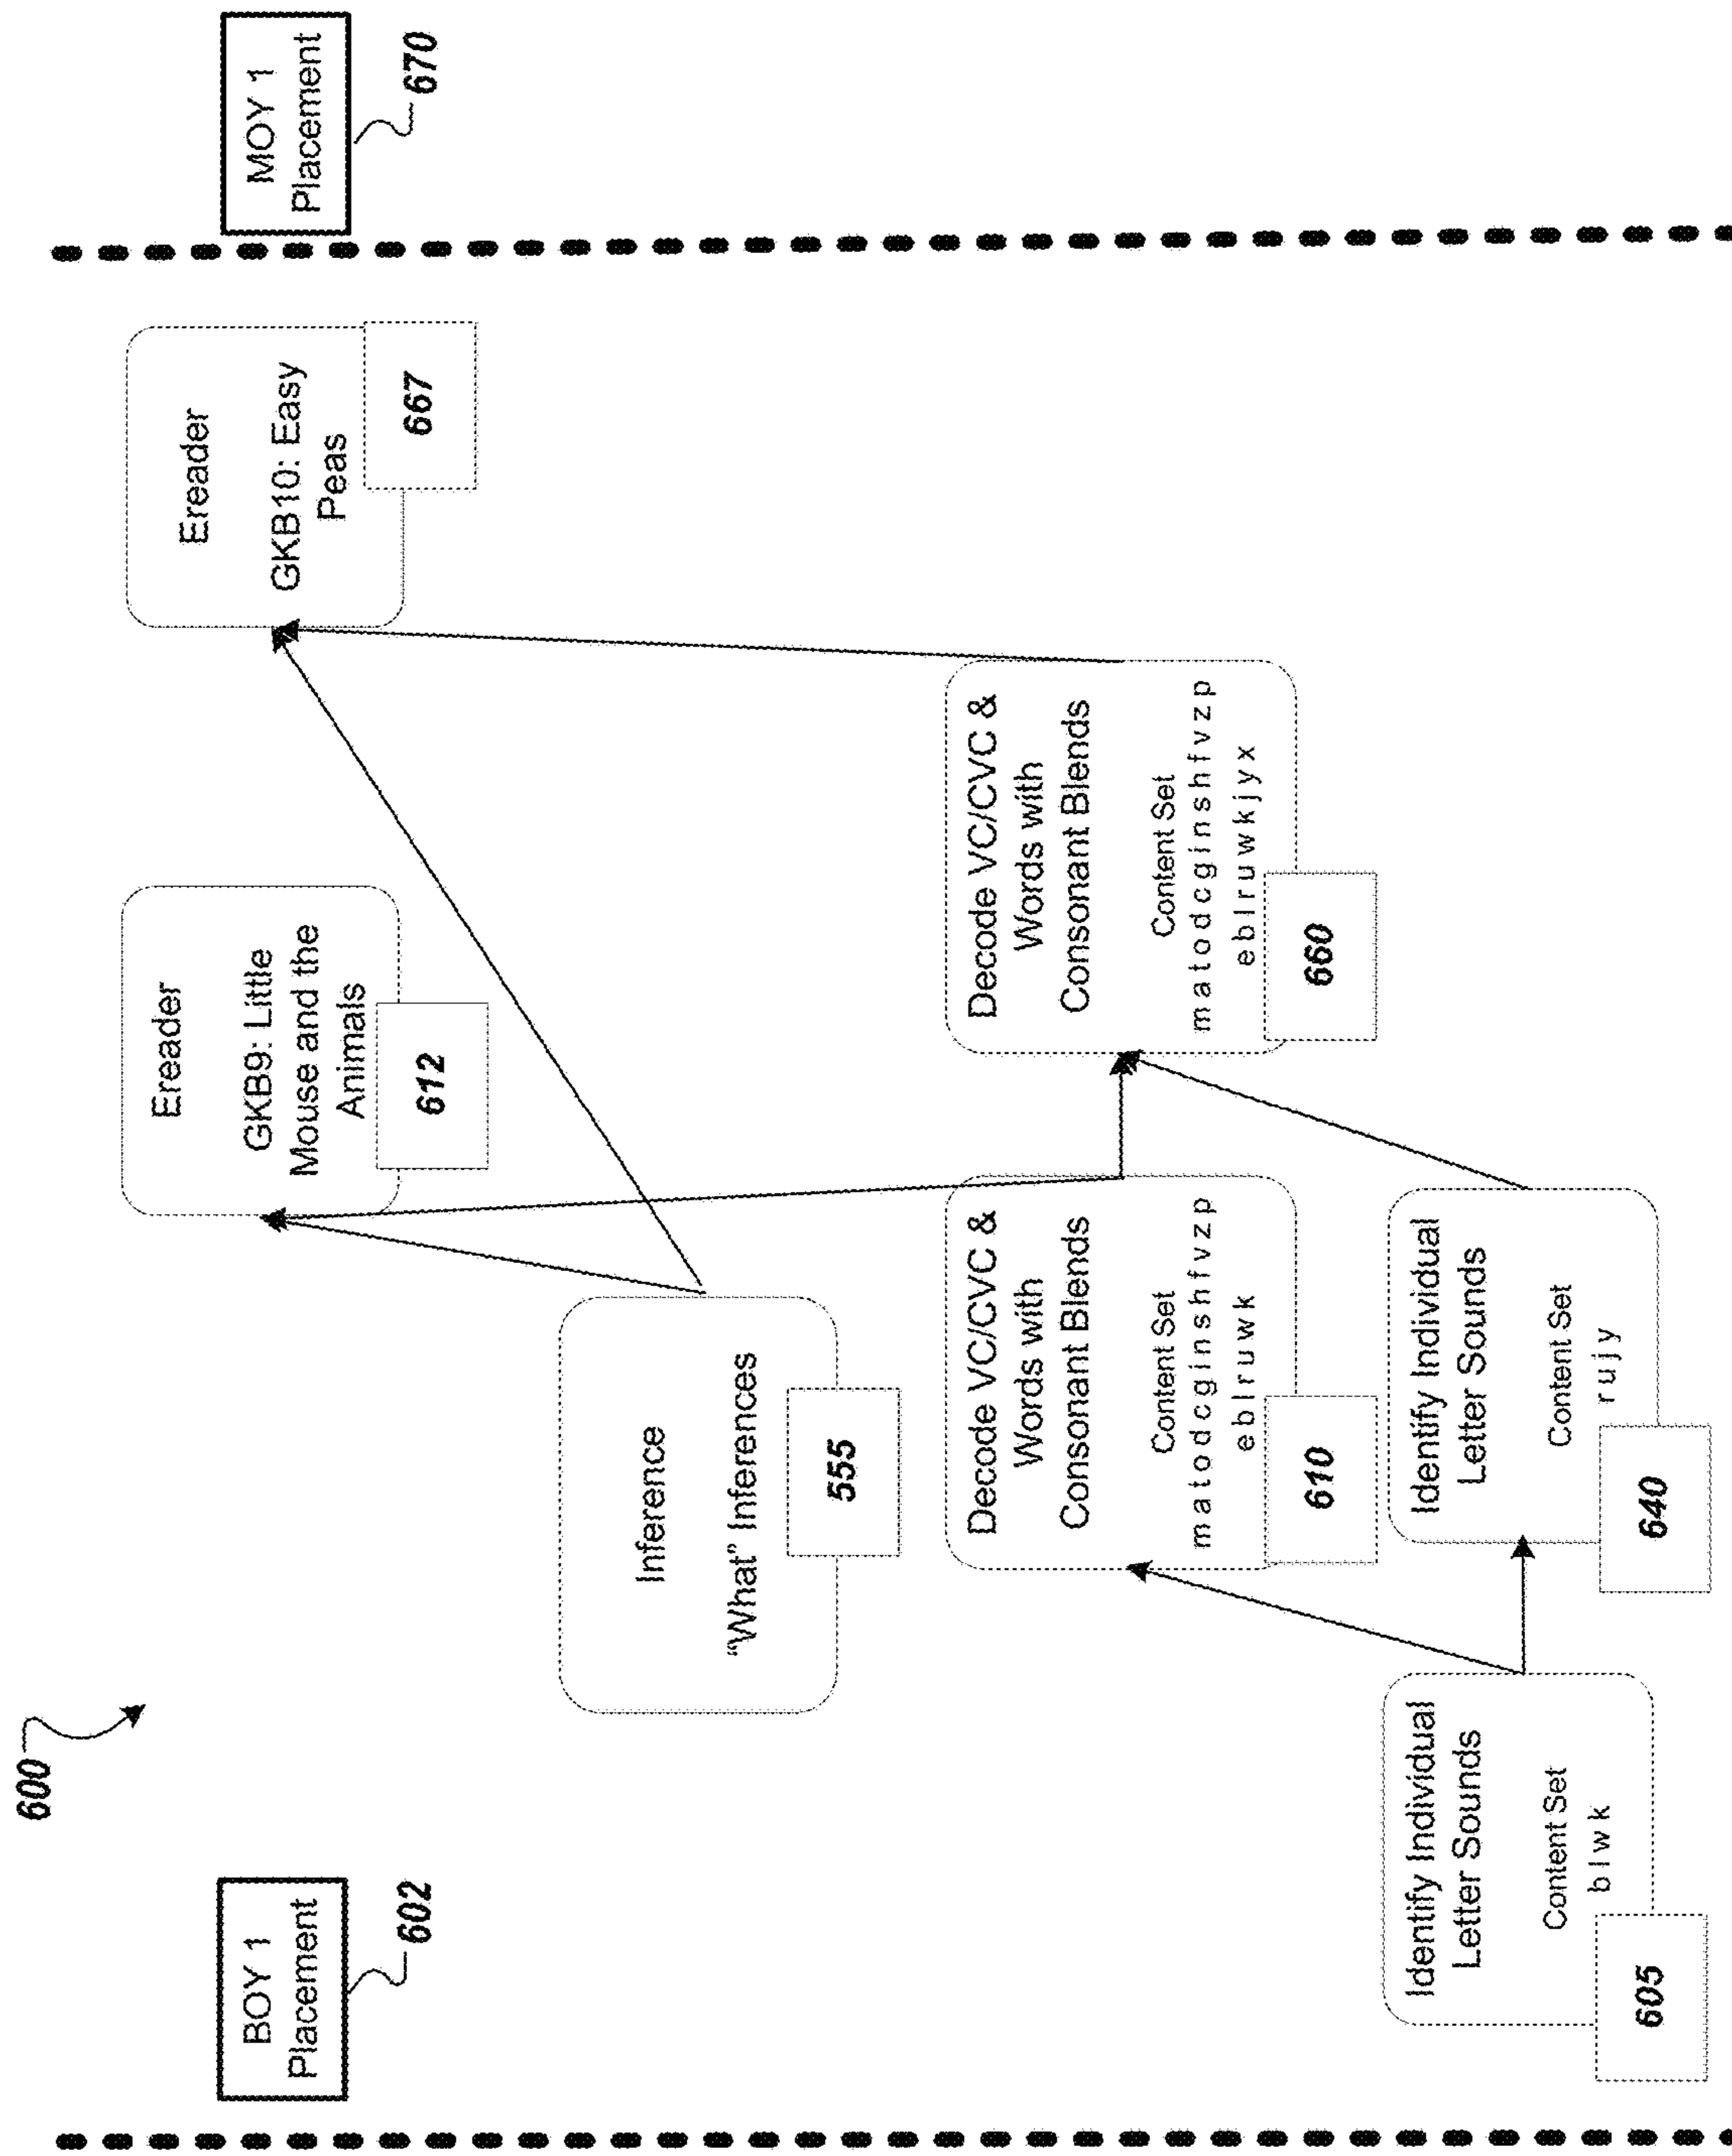 600
BOY 1
Placement
602
MOY 1
Placement
670
Ereader
GKB9: Little
Mouse and the
Animals
612
Ereader
GKB10: Easy
Peas
667
Inference
“What” Inferences
555
Decode VC/CVC &
Words with
Consonant Blends
Content Set
m a t o d c g i n s h f v z p
e b l r u w k
610
Decode VC/CVC &
Words with
Consonant Blends
Content Set
m a t o d c g i n s h f v z p
e b l r u w k j y x
660
Identify Individual
Letter Sounds
Content Set
b l w k
605
Identify Individual
Letter Sounds
Content Set
r u j y
640